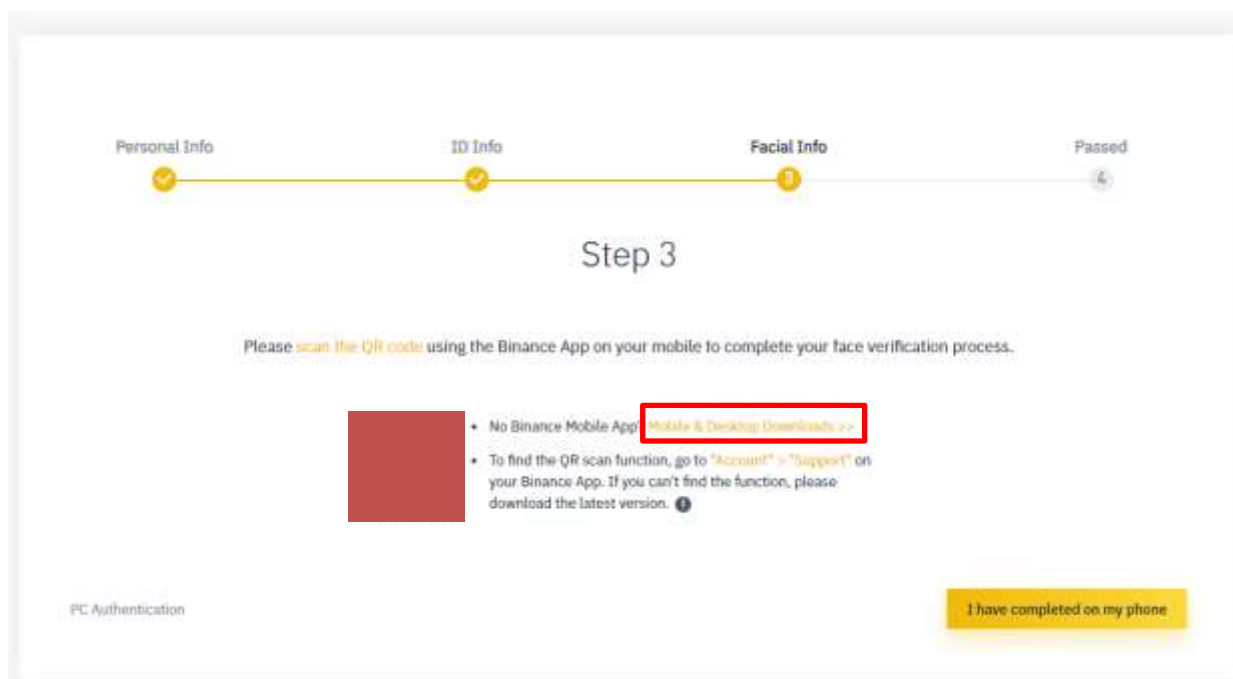 Personal Info
ID Info
Facial Info
Passed
3
4
Step 3
Please scan the QR code using the Binance App on your mobile to complete your face verification process.
• No Binance Mobile App? Mobile & Desktop Downloads >>
• To find the QR scan function, go to "Account" > "Support" on
your Binance App. If you can't find the function, please
download the latest version.
PC Authentication
I have completed on my phone